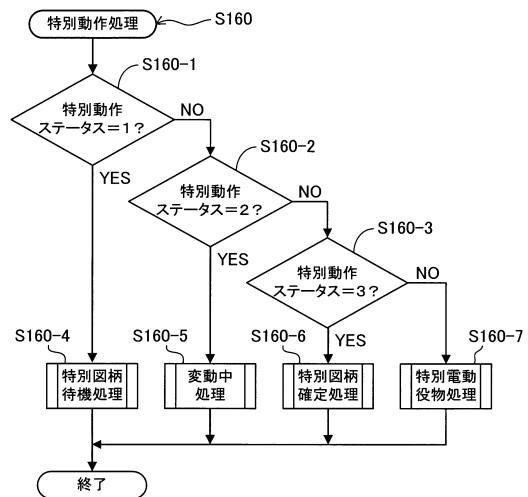 特別動作処理
S160
S160-1
特別動作
ステータス=1?
NO
YES
S160-2
特別動作
ステータス=2?
NO
YES
S160-3
特別動作
ステータス=3?
NO
YES
S160-4
特別図柄
待機処理
S160-5
変動中
処理
S160-6
特別図柄
確定処理
S160-7
特別電動
役物処理
終了